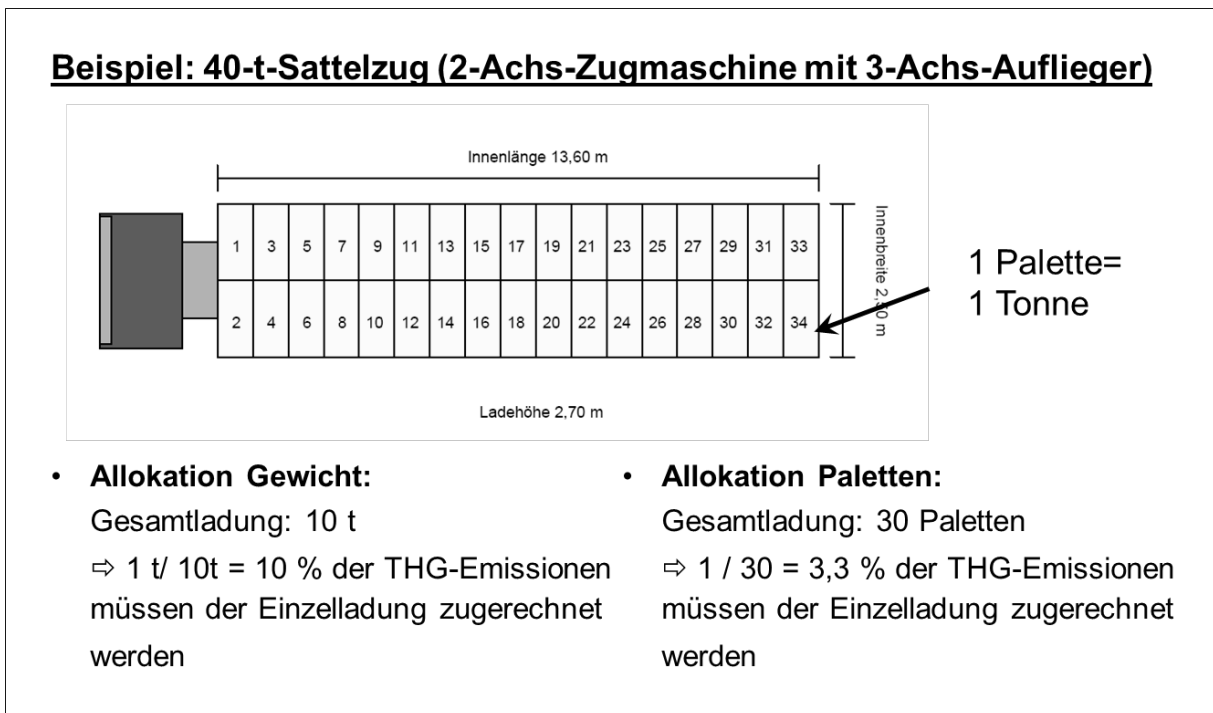 Beispiel: 40-t-Sattelzug (2-Achs-Zugmaschine mit 3-Achs-Auflieger)
Innenlänge 13,60 m
1 3 5 7 9 11 13 15 17 19 21 23 25 27 29 31 33
2 4 6 8 10 12 14 16 18 20 22 24 26 28 30 32 34
Innenbreite 2,50 m
1 Palette=
1 Tonne
Ladehöhe 2,70 m
• Allokation Gewicht:
Gesamtladung: 10 t
⇨ 1 t/ 10t = 10 % der THG-Emissionen
müssen der Einzelladung zugerechnet
werden
• Allokation Paletten:
Gesamtladung: 30 Paletten
⇨ 1 / 30 = 3,3 % der THG-Emissionen
müssen der Einzelladung zugerechnet
werden